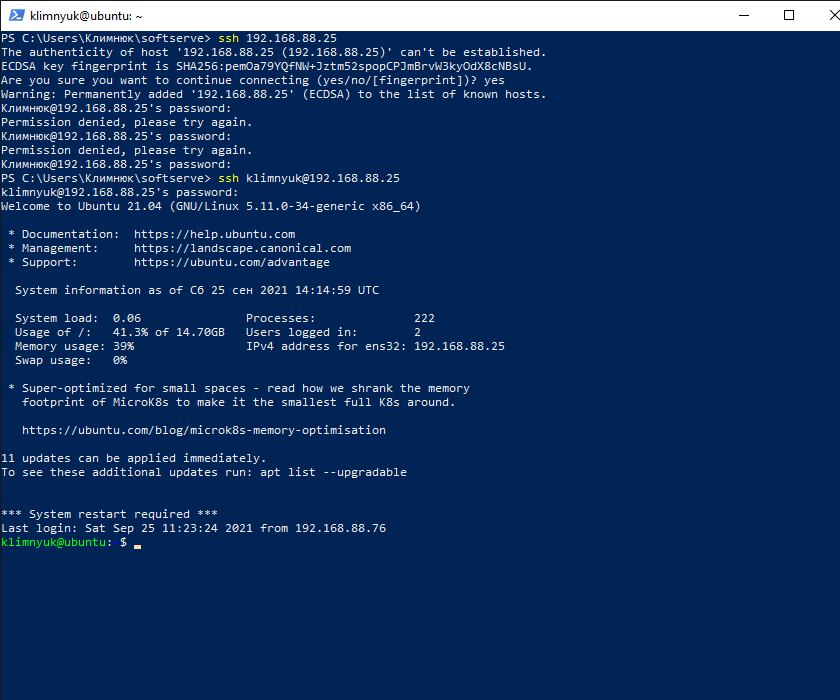 klimnyuk@ubuntu: ~
PS C:\Users\Климнюк\softserve> ssh 192.168.88.25
The authenticity of host '192.168.88.25 (192.168.88.25)' can't be established.
ECDSA key fingerprint is SHA256:pemOa79YQfNW+Jztm52spopCPJmBrvW3kyOdX8cNBsU.
Are you sure you want to continue connecting (yes/no/[fingerprint])? yes
Warning: Permanently added '192.168.88.25' (ECDSA) to the list of known hosts.
Климнюк@192.168.88.25's password:
Permission denied, please try again.
Климнюк@192.168.88.25's password:
Permission denied, please try again.
Климнюк@192.168.88.25's password:
PS C:\Users\Климнюк\softserve> ssh klimnyuk@192.168.88.25
klimnyuk@192.168.88.25's password:
Welcome to Ubuntu 21.04 (GNU/Linux 5.11.0-34-generic x86_64)
* Documentation:  https://help.ubuntu.com
* Management:     https://landscape.canonical.com
* Support:        https://ubuntu.com/advantage
System information as of Сб 25 сен 2021 14:14:59 UTC
System load:  0.06               Processes:              222
Usage of /:   41.3% of 14.70GB   Users logged in:        2
Memory usage: 39%                IPv4 address for ens32: 192.168.88.25
Swap usage:   0%
* Super-optimized for small spaces - read how we shrank the memory
footprint of MicroK8s to make it the smallest full K8s around.
https://ubuntu.com/blog/microk8s-memory-optimisation
11 updates can be applied immediately.
To see these additional updates run: apt list --upgradable
*** System restart required ***
Last login: Sat Sep 25 11:23:24 2021 from 192.168.88.76
klimnyuk@ubuntu: $